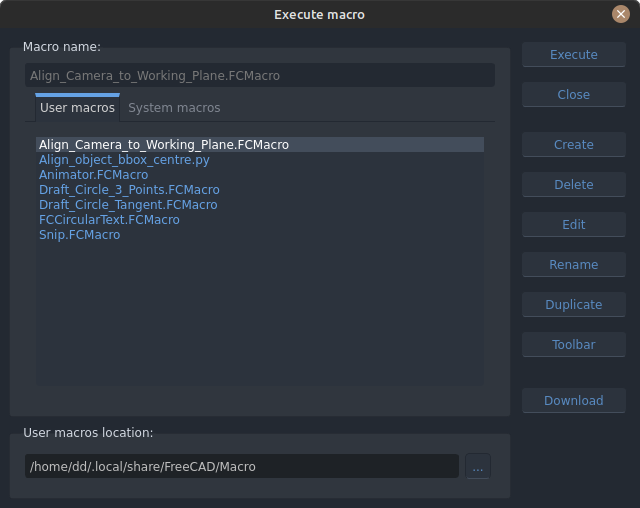 Execute macro
Macro name:
Align_Camera_to_Working_Plane.FCMacro
User macros System macros
Align_Camera_to_Working_Plane.FCMacro
Align_object_bbox_centre.py
Animator.FCMacro
Draft_Circle_3_Points.FCMacro
Draft_Circle_Tangent.FCMacro
FCCircularText.FCMacro
Snip.FCMacro
User macros location:
/home/dd/.local/share/FreeCAD/Macro
...
Execute
Close
Create
Delete
Edit
Rename
Duplicate
Toolbar
Download